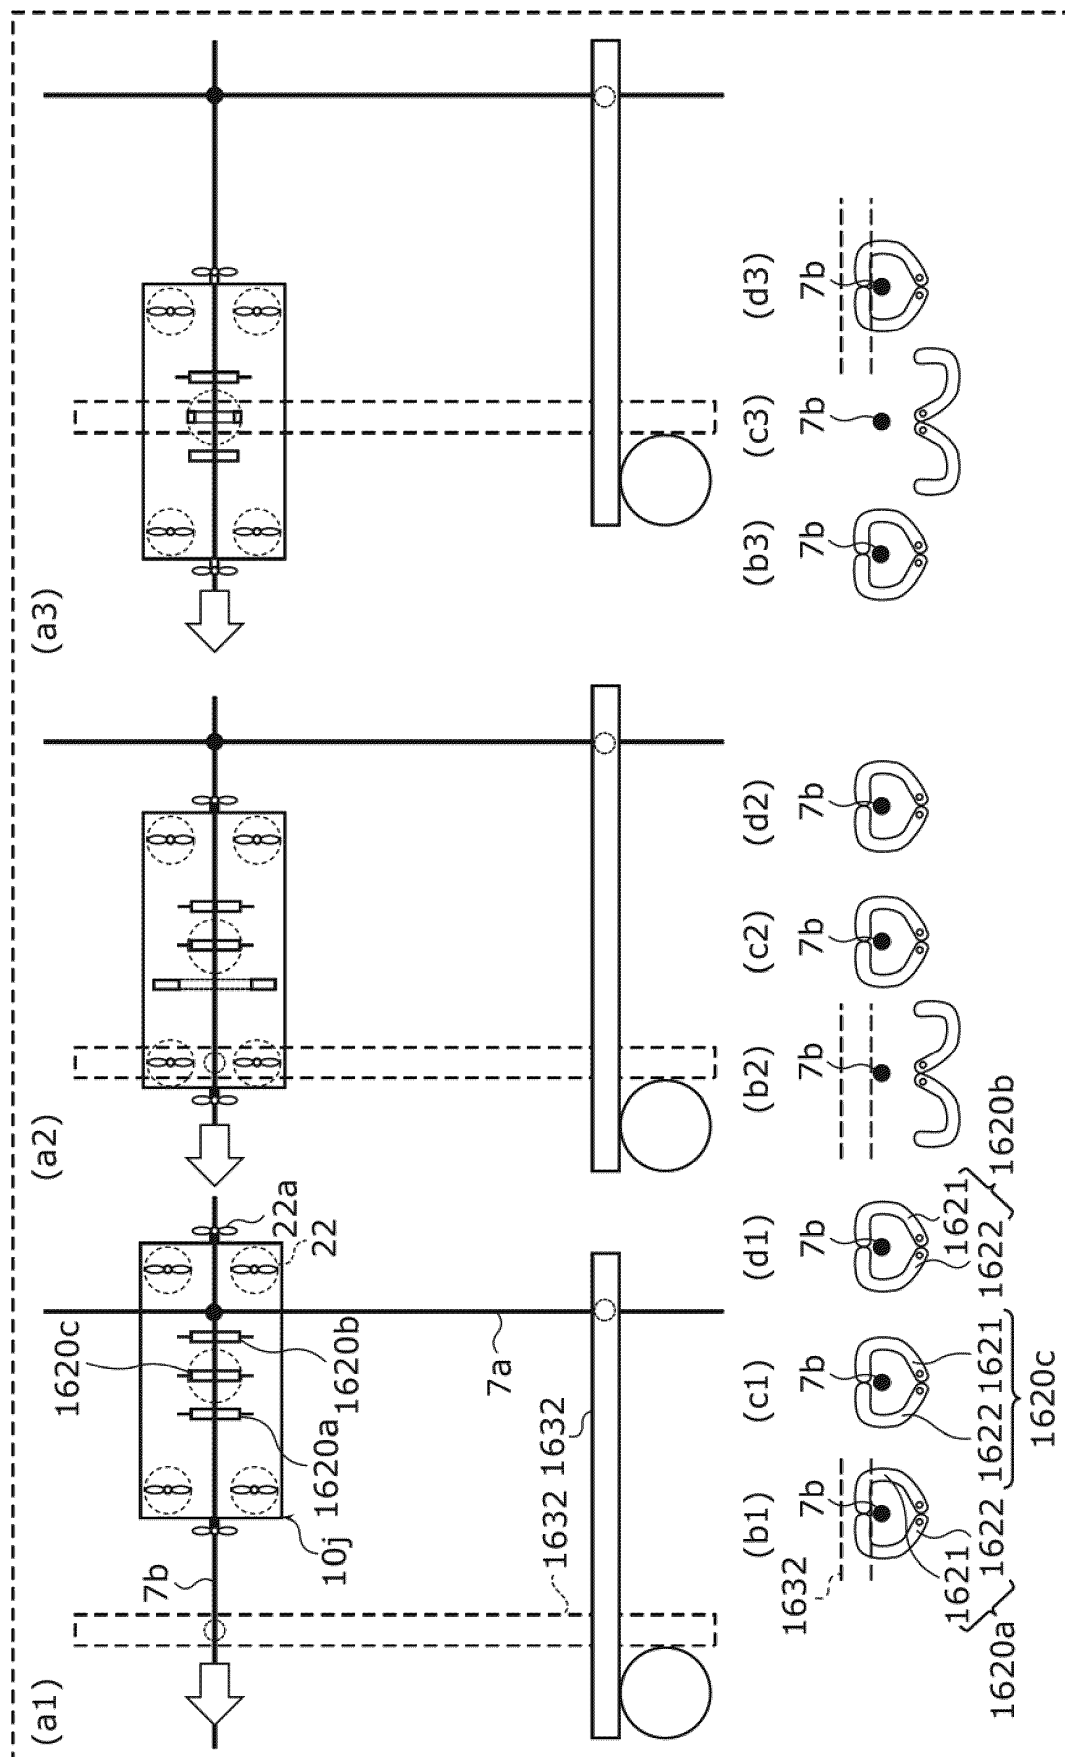 (a1)
(a2)
(a3)
1620c
22a
22
1620b
1620a
10j
7b
7a
1632
1632
(b1)
(c1)
(d1)
(b2)
(c2)
(d2)
(b3)
(c3)
(d3)
1632
7b
7b
7b
7b
7b
7b
7b
7b
7b
1621
1622
1622
1621
1622
1621
1620a
1620c
1620b